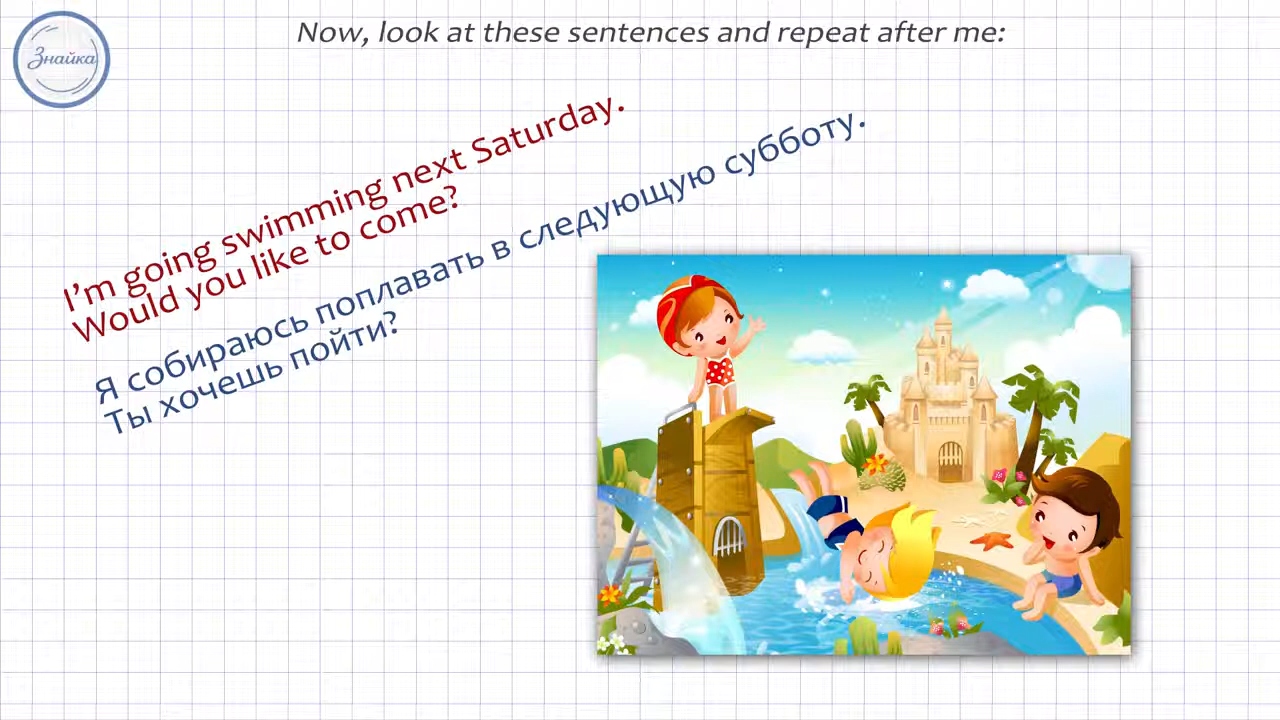 Знайка
Now, look at these sentences and repeat after me:
I'm going swimming next Saturday.
Would you like to come?
Я собираюсь поплавать в следующую субботу.
Ты хочешь пойти?